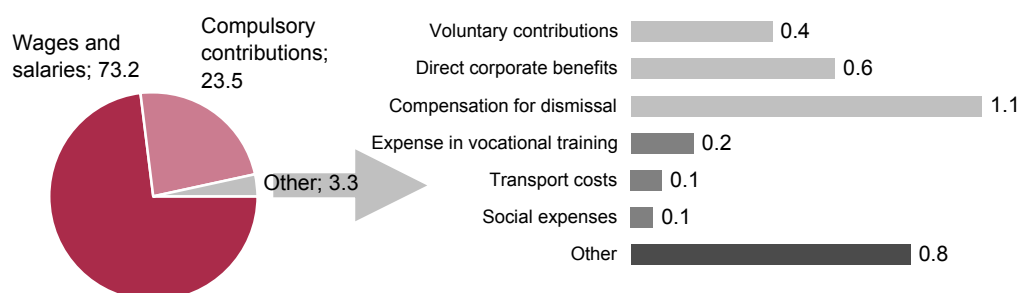 Wages and
salaries; 73.2
Compulsory
contributions;
23.5
Other; 3.3
Voluntary contributions 0.4
Direct corporate benefits 0.6
Compensation for dismissal 1.1
Expense in vocational training 0.2
Transport costs 0.1
Social expenses 0.1
Other 0.8